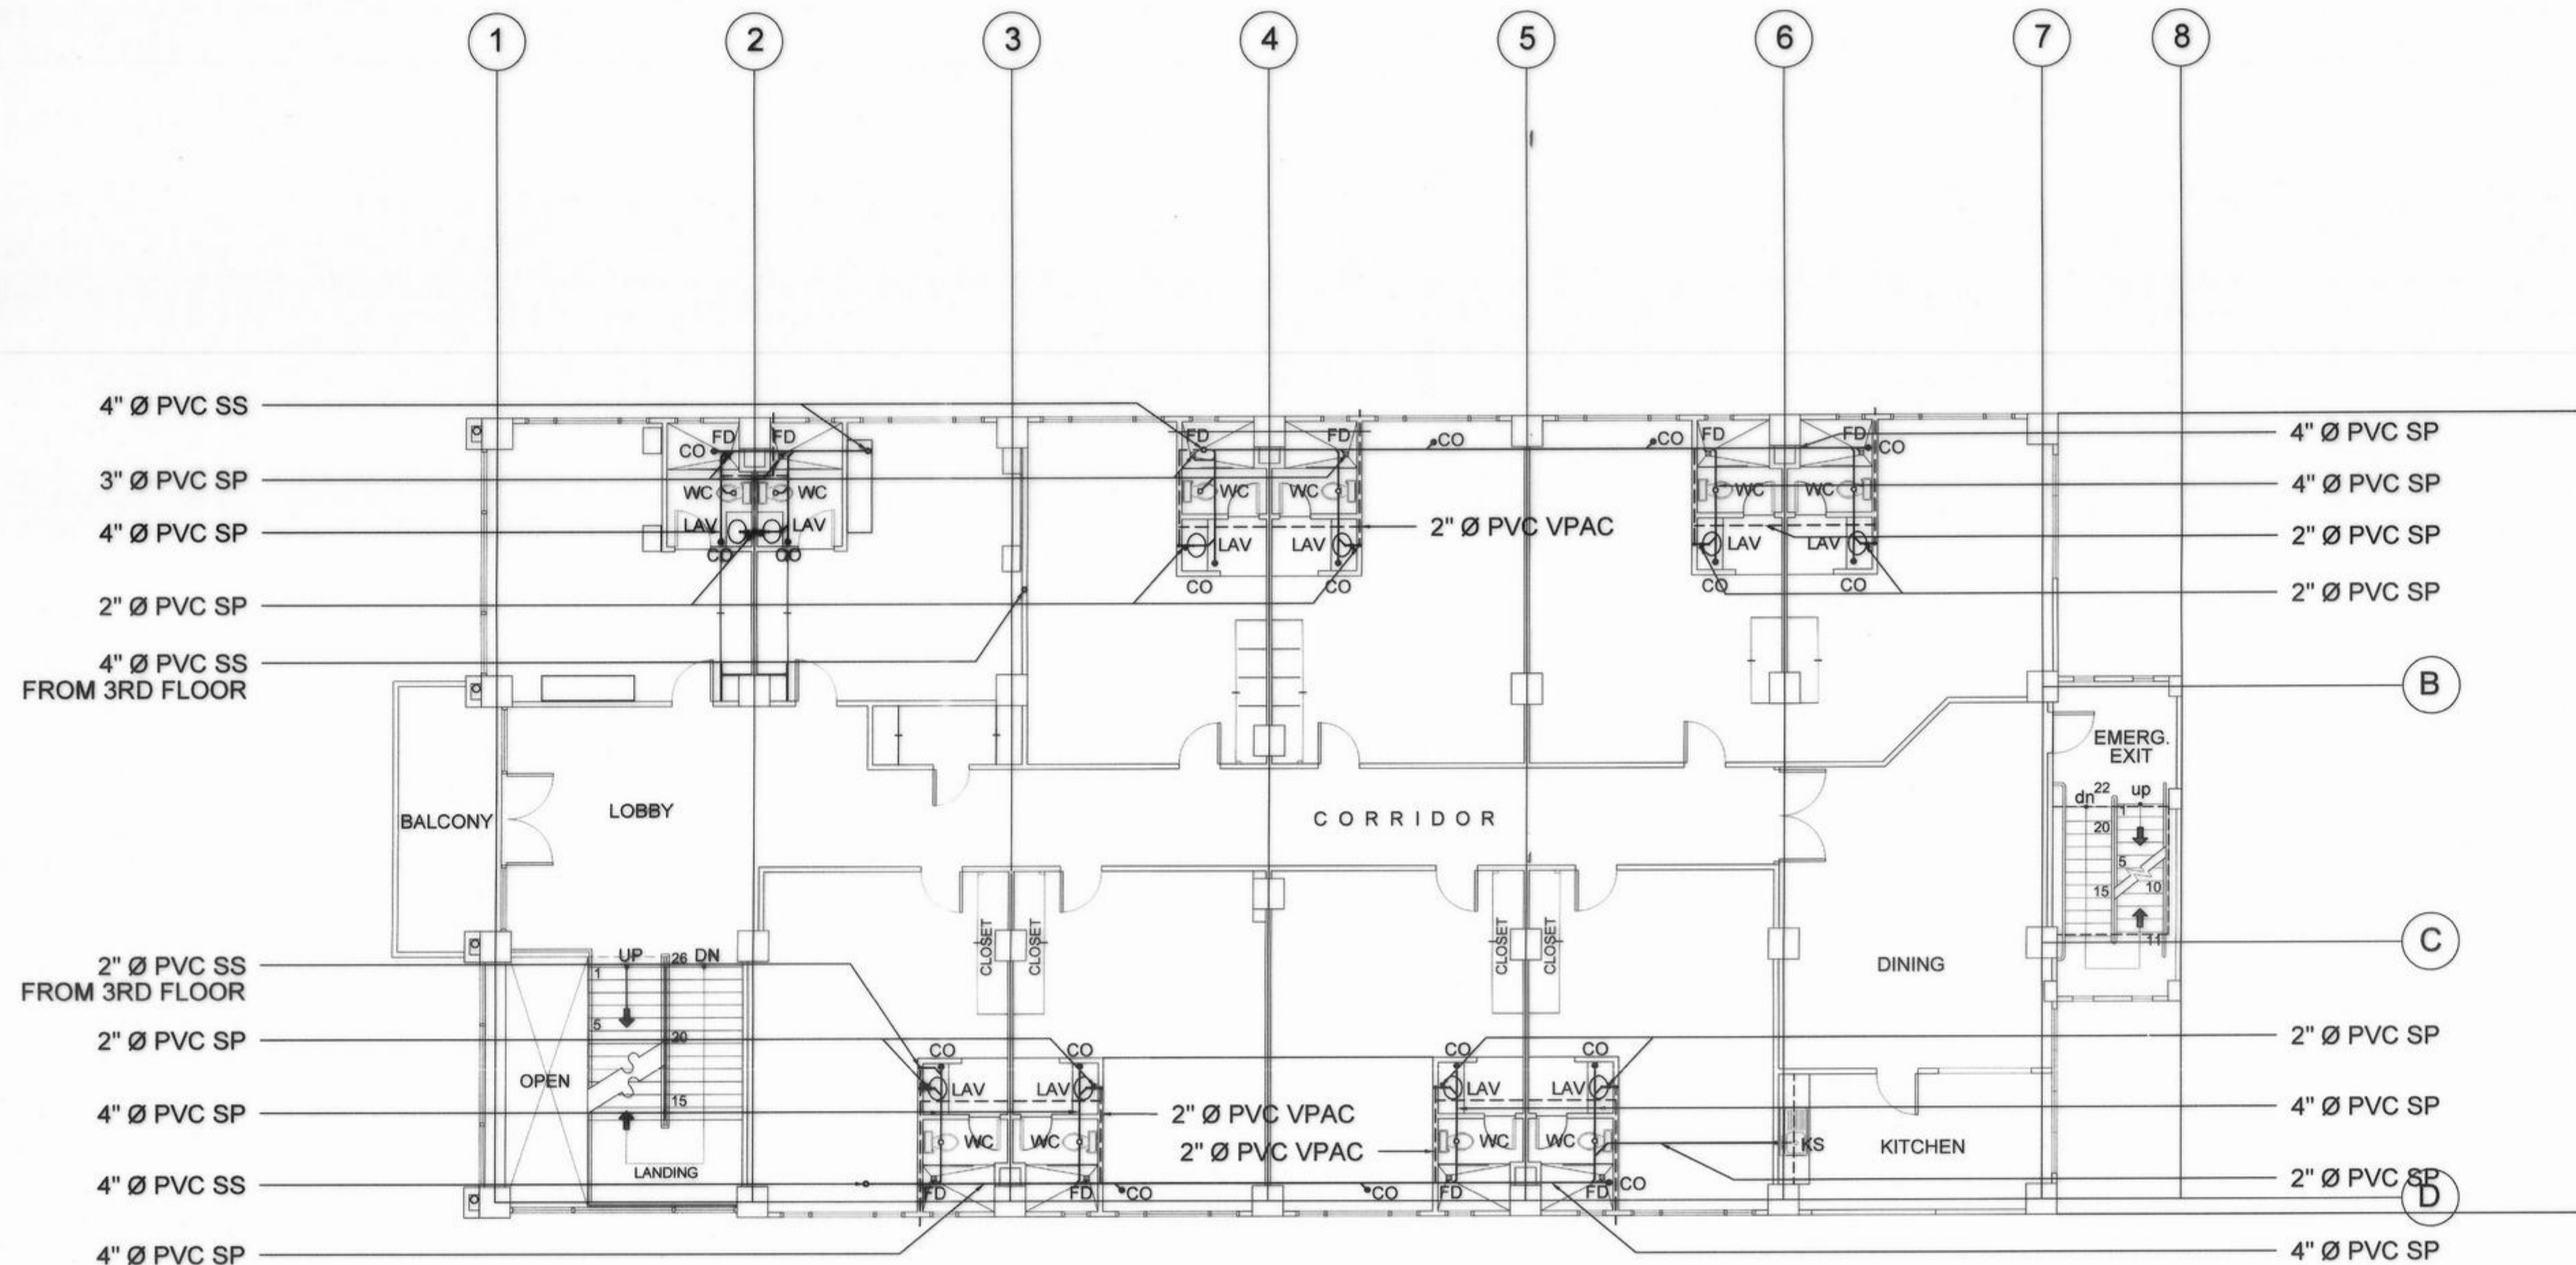 1 2 3 4 5 6 7 8
4" Ø PVC SS
3" Ø PVC SP
4" Ø PVC SP
2" Ø PVC SP
4" Ø PVC SS
FROM 3RD FLOOR
2" Ø PVC SS
FROM 3RD FLOOR
2" Ø PVC SP
4" Ø PVC SP
4" Ø PVC SS
4" Ø PVC SP
FD FD
CO
WC WC
LAV LAV
CO CO
FD FD
WC WC
LAV LAV
CO CO
2" Ø PVC VPAC
CO CO
FD FD CO
WC WC
LAV LAV
CO CO
4" Ø PVC SP
4" Ø PVC SP
2" Ø PVC SP
2" Ø PVC SP
B
EMERG.
EXIT
dn 22 up
1
20
5
15 10
11
C
BALCONY
LOBBY
CORRIDOR
CLOSET CLOSET
CLOSET CLOSET
DINING
UP 26 DN
1
5 20
OPEN
15
LANDING
CO CO
LAV LAV
WC WC
FD FD CO
2" Ø PVC VPAC
2" Ø PVC VPAC
CO
CO CO
LAV LAV
WC WC
FD FD CO
KS
KITCHEN
2" Ø PVC SP
4" Ø PVC SP
2" Ø PVC SP
D
4" Ø PVC SP